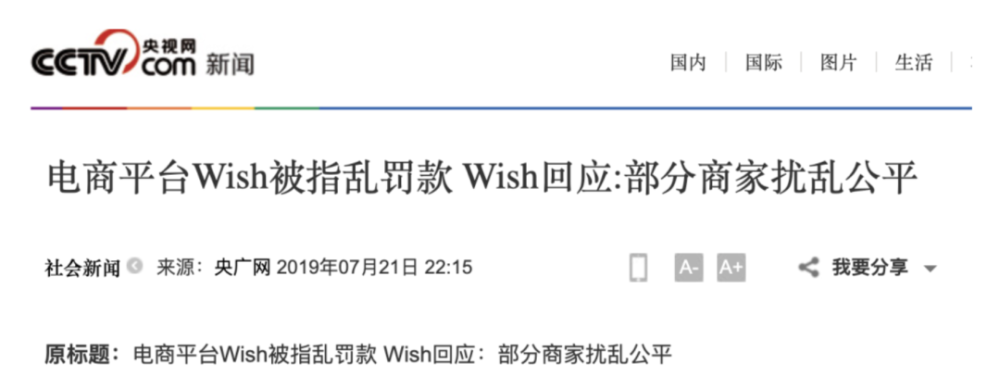 CCTV.com 央视网 新闻
国内 国际 图片 生活
电商平台Wish被指乱罚款 Wish回应:部分商家扰乱公平
社会新闻 来源：央广网 2019年07月21日 22:15 A- A+ 我要分享
原标题：电商平台Wish被指乱罚款 Wish回应：部分商家扰乱公平